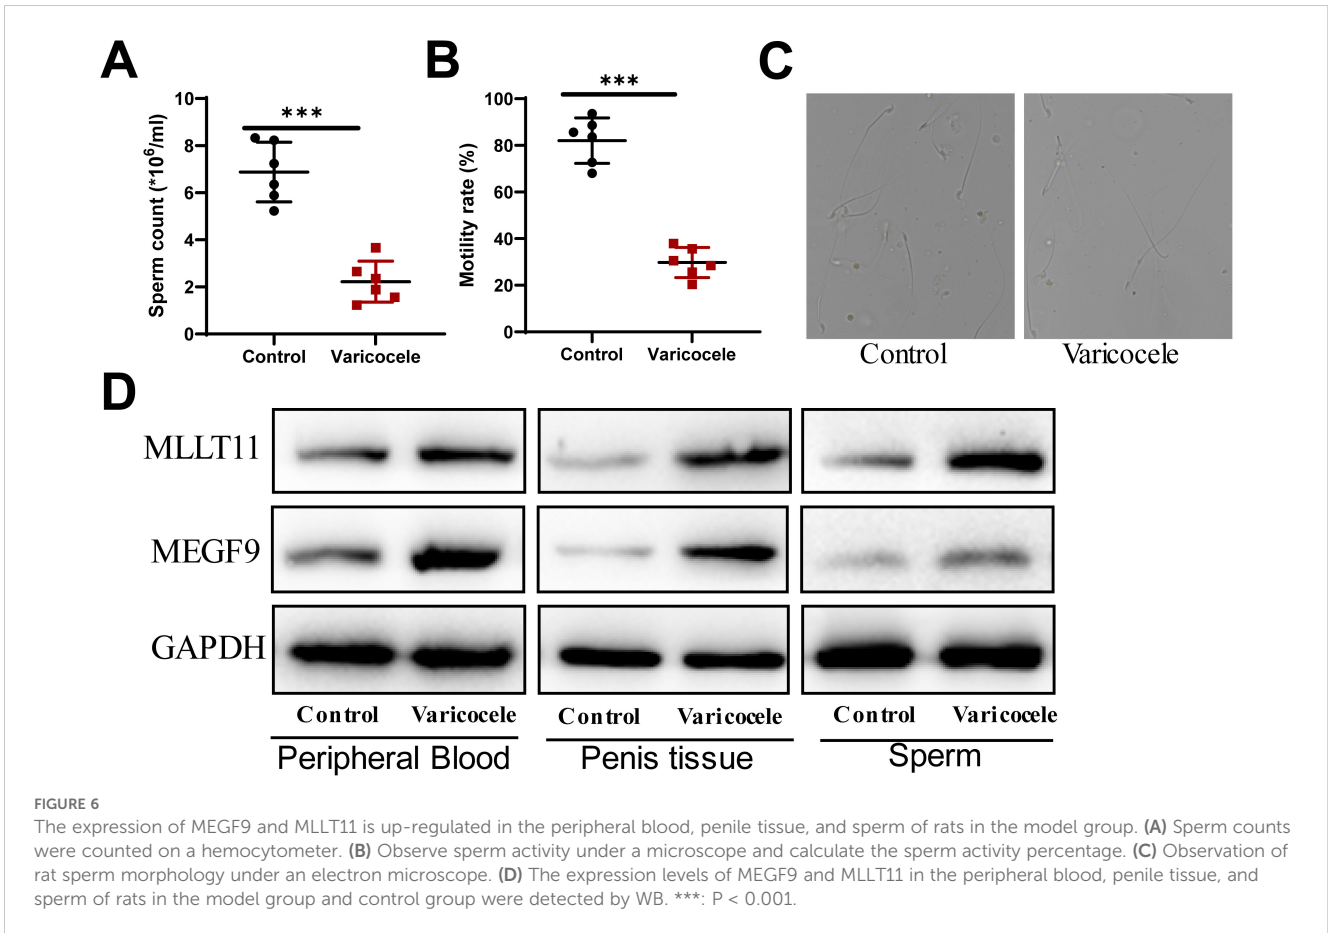 A
B
C
Sperm count (*10⁶/ml)
10
8
6
4
2
0
***
Control
Varicocele
Motility rate (%)
100
80
60
40
20
0
***
Control
Varicocele
Control
Varicocele
D
MLLT11
MEGF9
GAPDH
Control
Varicocele
Control
Varicocele
Control
Varicocele
Peripheral Blood
Penis tissue
Sperm
FIGURE 6
The expression of MEGF9 and MLLT11 is up-regulated in the peripheral blood, penile tissue, and sperm of rats in the model group. (A) Sperm counts
were counted on a hemocytometer. (B) Observe sperm activity under a microscope and calculate the sperm activity percentage. (C) Observation of
rat sperm morphology under an electron microscope. (D) The expression levels of MEGF9 and MLLT11 in the peripheral blood, penile tissue, and
sperm of rats in the model group and control group were detected by WB. ***: P < 0.001.